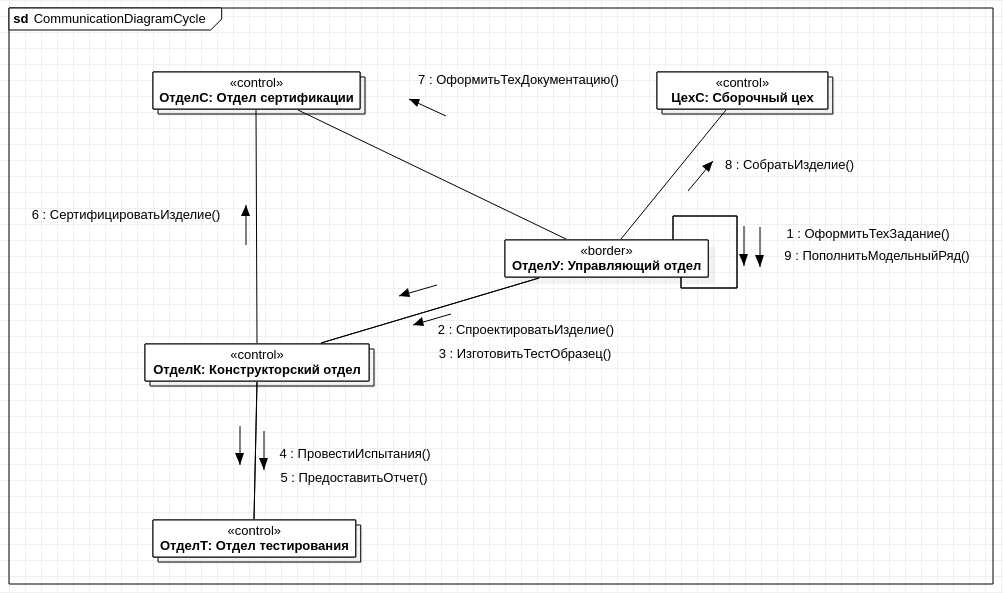 sd CommunicationDiagramCycle
«control»
ОтделС: Отдел сертификации
7 : ОформитьТехДокументацию()
«control»
ЦехС: Сборочный цех
8 : СобратьИзделие()
6 : СертифицироватьИзделие()
«border»
ОтделУ: Управляющий отдел
1 : ОформитьТехЗадание()
9 : ПополнитьМодельныйРяд()
2 : СпроектироватьИзделие()
3 : ИзготовитьТестОбразец()
«control»
ОтделК: Конструкторский отдел
4 : ПровестиИспытания()
5 : ПредоставитьОтчет()
«control»
ОтделТ: Отдел тестирования